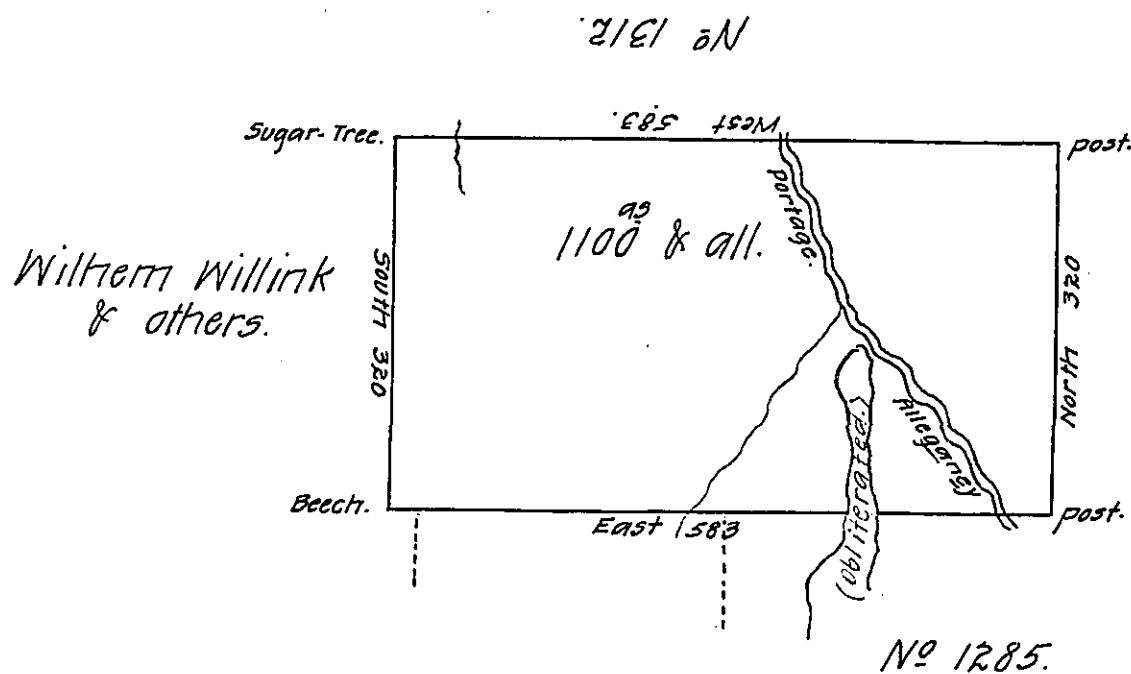 Nº 1312.
West 583.
Sugar-Tree.
post.
portage.
1100 as & all.
Wilhem Willink
& others.
South 320
North 320
Allegany
(obliterated.)
Beech.
East 583
post.
Nº 1285.